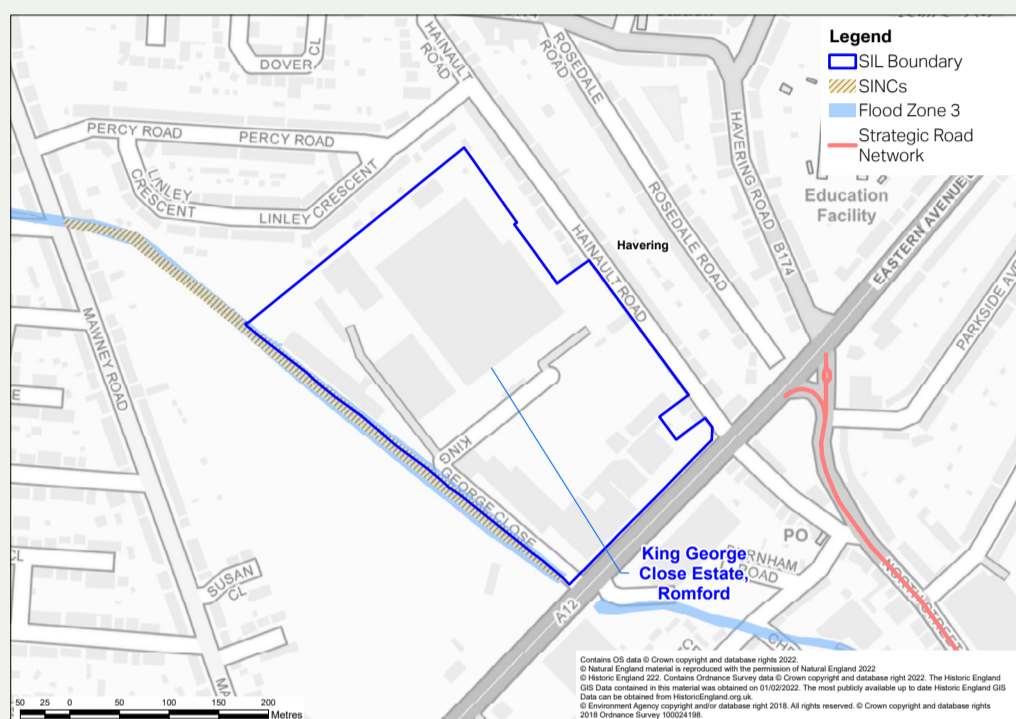 Legend
SIL Boundary
SINCs
Flood Zone 3
Strategic Road
Network
DOVER CL
HAINAULT
ROAD
ROSEDALE
ROAD
HAVERING ROAD B174
PERCY ROAD
PERCY ROAD
LINLEY
CRESCENT
LINLEY CRESCENT
Education
Facility
EASTERN AVENUE
ROSEDALE ROAD
HAINAULT ROAD
Havering
PARKSIDE AV
MAWNEY ROAD
E
KING
GEORGE CLOSE
CL
SUSAN
CL
PO
King George
Close Estate,
Romford
ROAD
NORTH STREET
A12
MA
50 25 0 50 100 150 200
Metres
Contains OS data © Crown copyright and database rights 2022.
© Natural England material is reproduced with the permission of Natural England 2022
© Historic England 222. Contains Ordnance Survey data © Crown copyright and database right 2022. The Historic England
GIS Data contained in this material was obtained on 01/02/2022. The most publicly available up to date Historic England GIS
Data can be obtained from HistoricEngland.org.uk.
© Environment Agency copyright and/or database right 2018. All rights reserved. © Crown copyright and database rights
2018 Ordnance Survey 100024198.